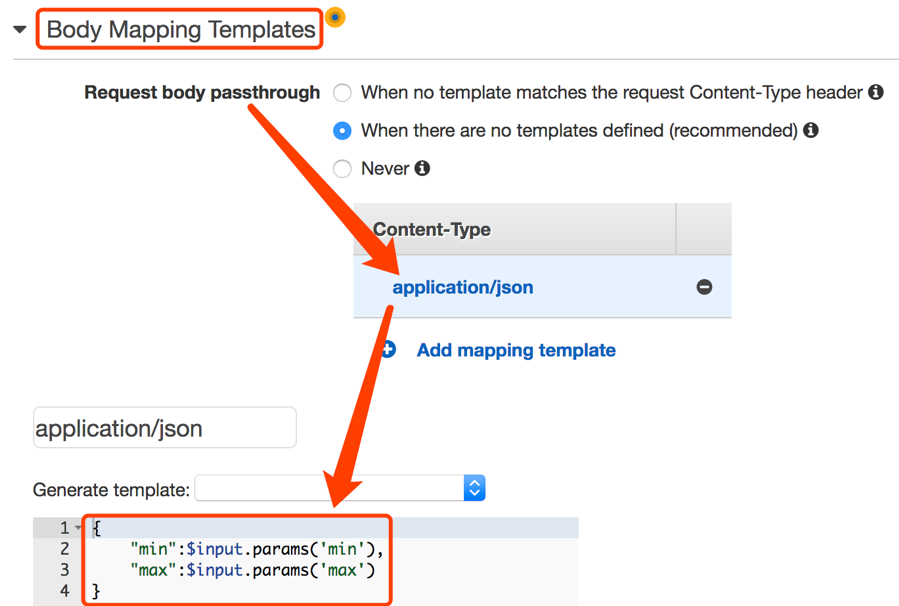 Body Mapping Templates
Request body passthrough
When no template matches the request Content-Type header
When there are no templates defined (recommended)
Never
Content-Type
application/json
Add mapping template
application/json
Generate template:
1 {
2 "min":$input.params('min'),
3 "max":$input.params('max')
4 }